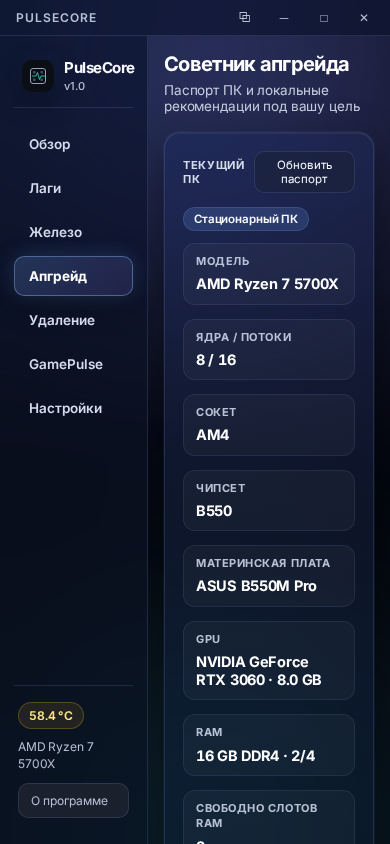 PULSECORE
PulseCore
v1.0
Обзор
Лаги
Железо
Апгрейд
Удаление
GamePulse
Настройки
58.4 °C
AMD Ryzen 7
5700X
О программе
Советник апгрейда
Паспорт ПК и локальные
рекомендации под вашу цель
ТЕКУЩИЙ
ПК
Обновить
паспорт
Стационарный ПК
МОДЕЛЬ
AMD Ryzen 7 5700X
ЯДРА / ПОТОКИ
8 / 16
СОКЕТ
AM4
ЧИПСЕТ
B550
МАТЕРИНСКАЯ ПЛАТА
ASUS B550M Pro
GPU
NVIDIA GeForce
RTX 3060 · 8.0 GB
RAM
16 GB DDR4 · 2/4
СВОБОДНО СЛОТОВ
RAM